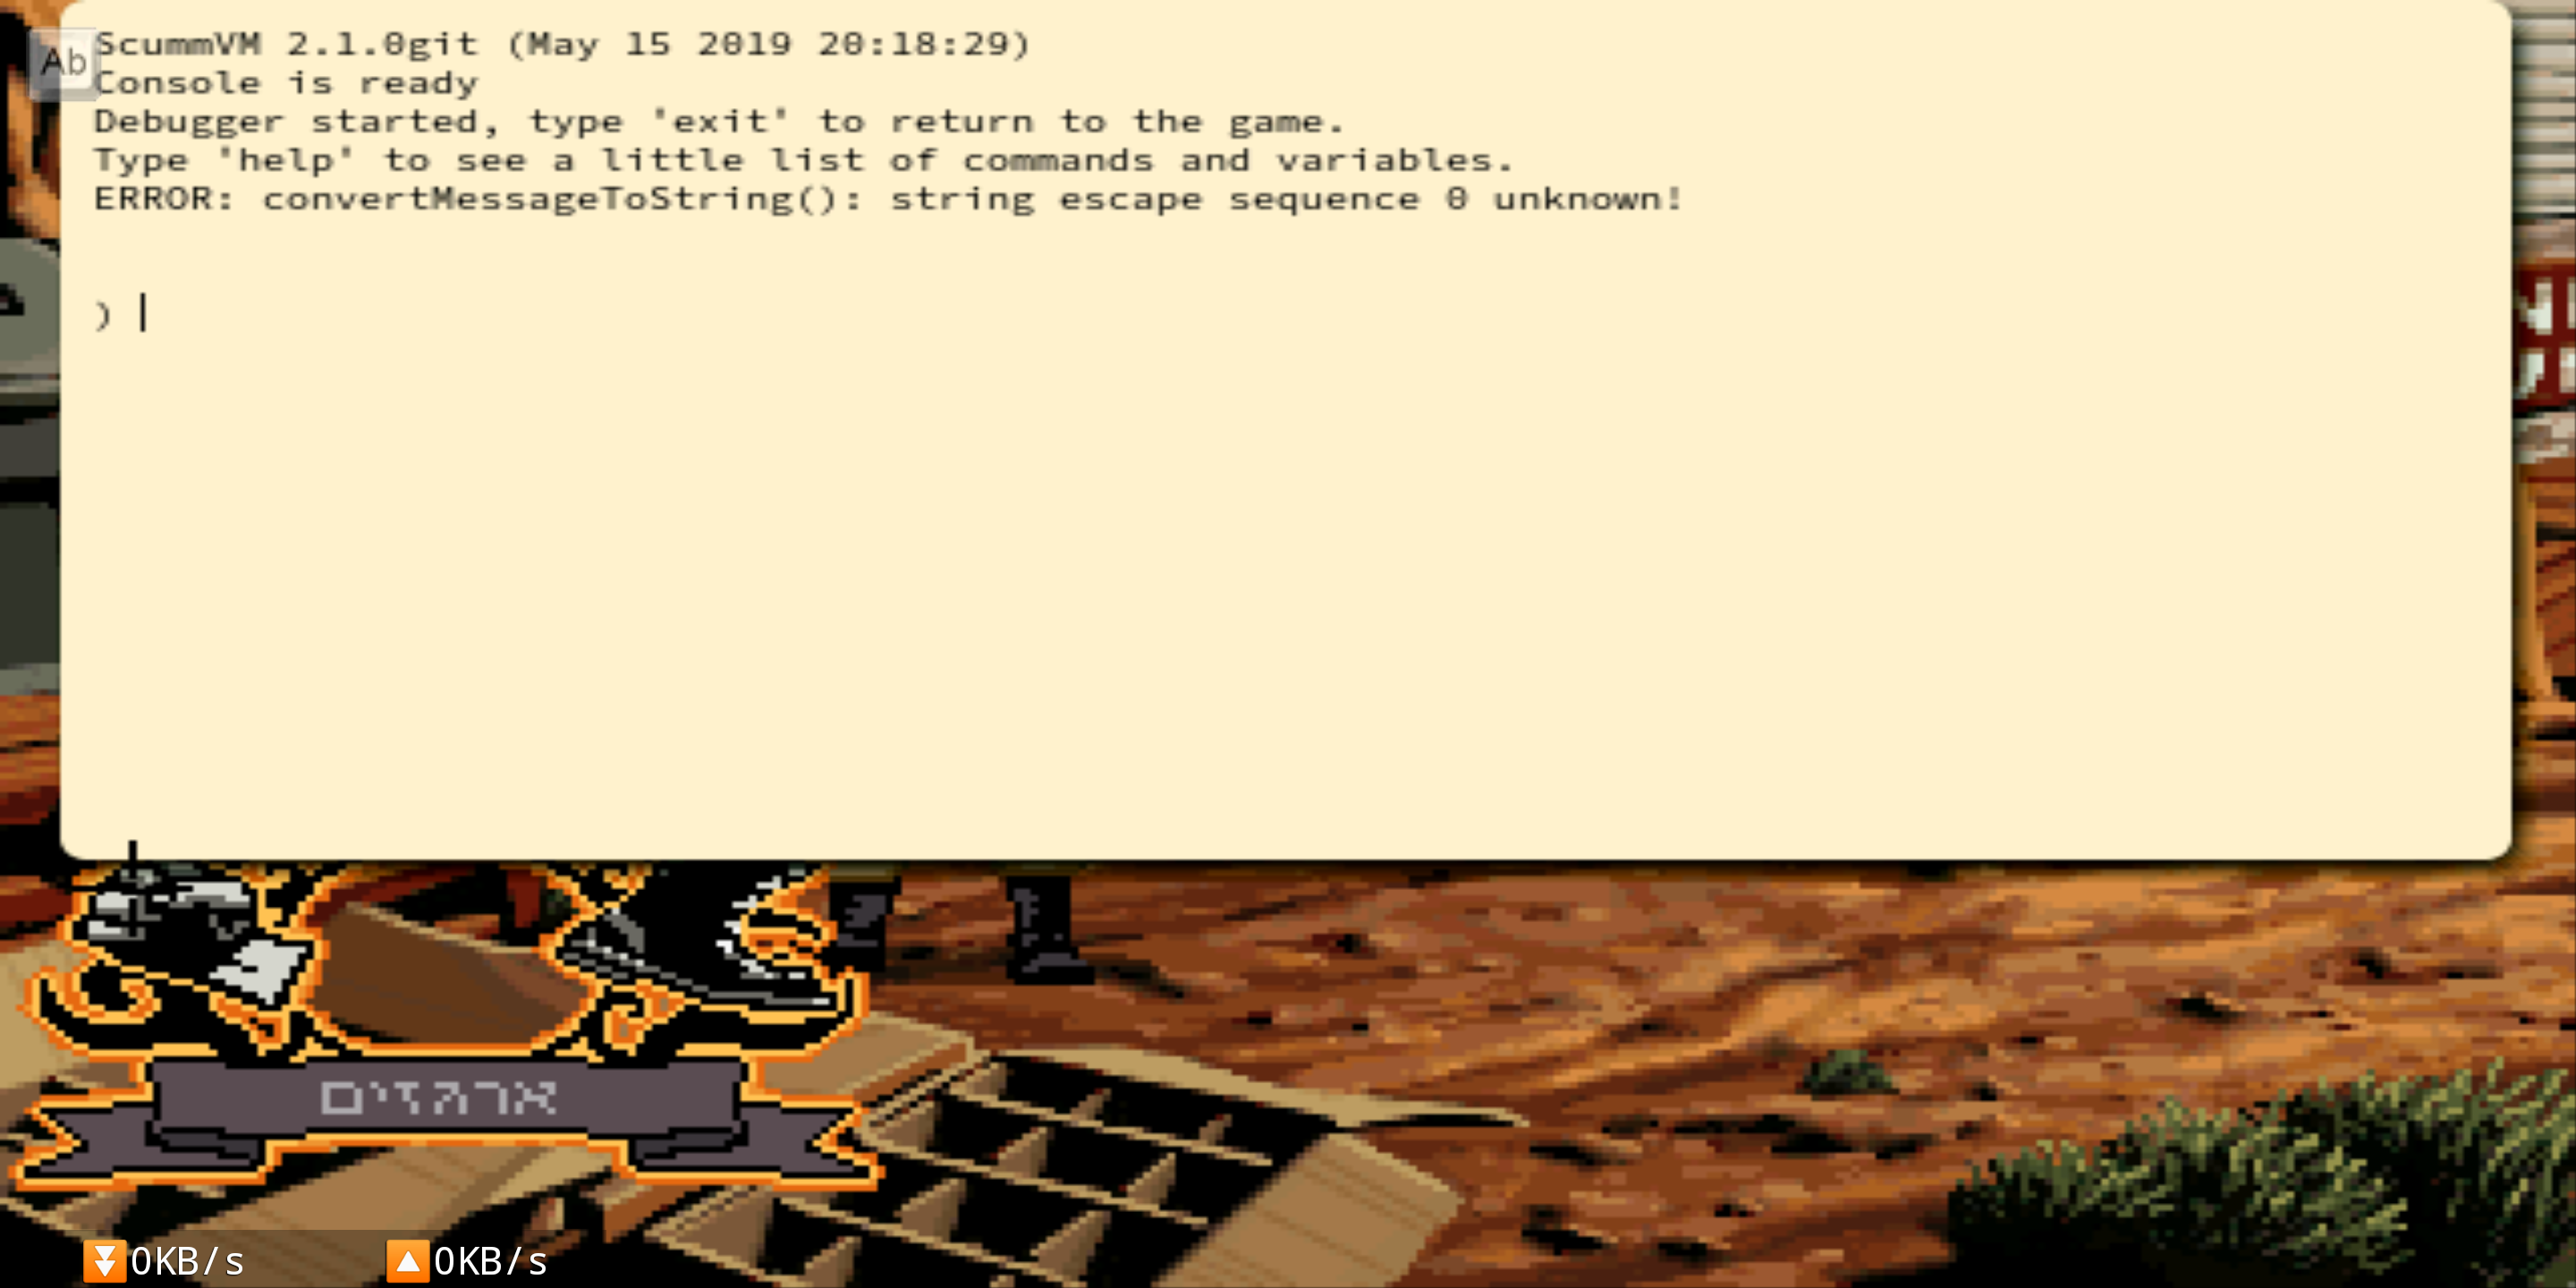 Ab
ScummVM 2.1.0git (May 15 2019 20:18:29)
Console is ready
Debugger started, type 'exit' to return to the game.
Type 'help' to see a little list of commands and variables.
ERROR: convertMessageToString(): string escape sequence 0 unknown!
)
ארגזים
0KB/s
0KB/s